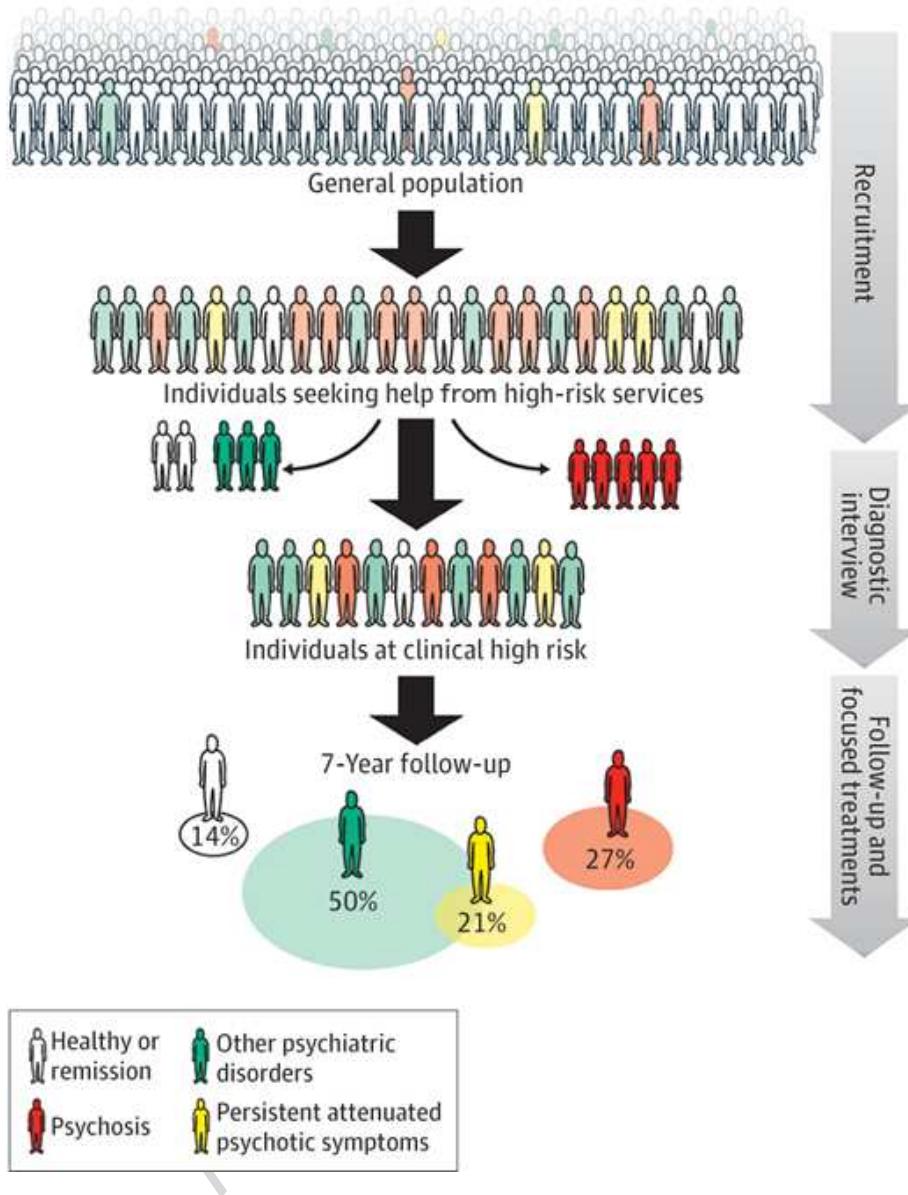 General population
Individuals seeking help from high-risk services
Individuals at clinical high risk
7-Year follow-up
14%
50%
21%
27%
Recruitment
Diagnostic
interview
Follow-up and
focused treatments
Healthy or
remission
Other psychiatric
disorders
Psychosis
Persistent attenuated
psychotic symptoms